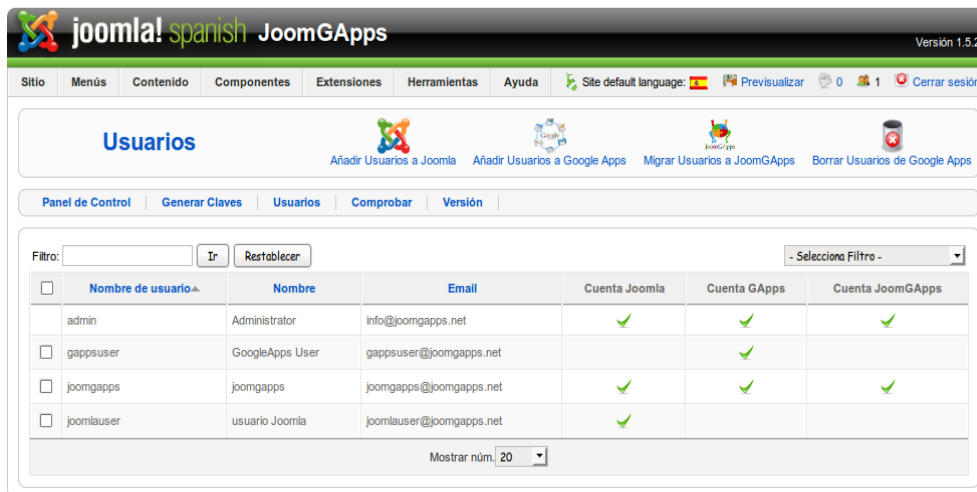 joomla! spanish JoomGApps
Versión 1.5.2
Sitio Menús Contenido Componentes Extensiones Herramientas Ayuda Site default language: Previsualizar 0 1 Cerrar sesión
Usuarios
Añadir Usuarios a Joomla Añadir Usuarios a Google Apps Migrar Usuarios a JoomGApps Borrar Usuarios de Google Apps
Panel de Control Generar Claves Usuarios Comprobar Versión
Filtro: Ir Restablecer - Selecciona Filtro -
Nombre de usuario Nombre Email Cuenta Joomla Cuenta GApps Cuenta JoomGApps
admin Administrator info@joomgapps.net
gappsuser GoogleApps User gappsuser@joomgapps.net
joomgapps joomgapps joomgapps@joomgapps.net
joomlauser usuario Joomla joomlauser@joomgapps.net
Mostrar núm. 20